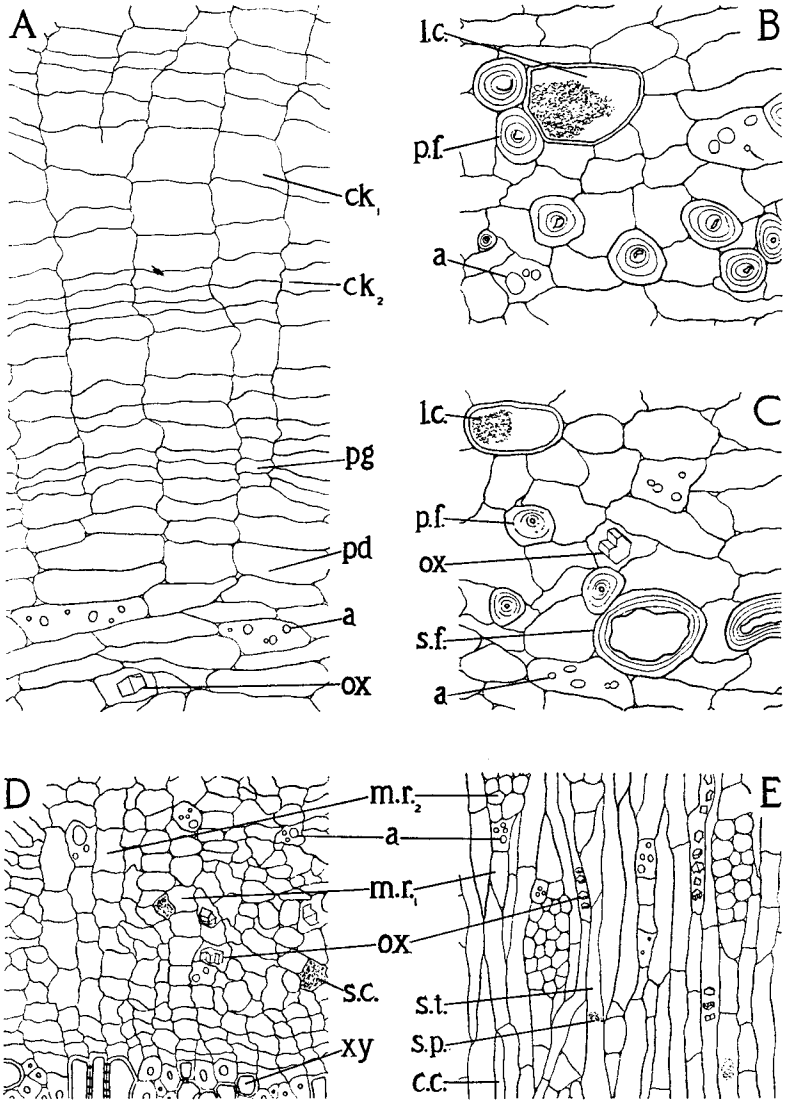 A
ck₁
ck₂
pg
pd
a
ox
B
l.c.
p.f.
a
C
l.c.
p.f.
ox
s.f.
a
D
m.r.₂
a
m.r.₁
ox.
s.c.
xy
E
s.t.
s.p.
c.c.